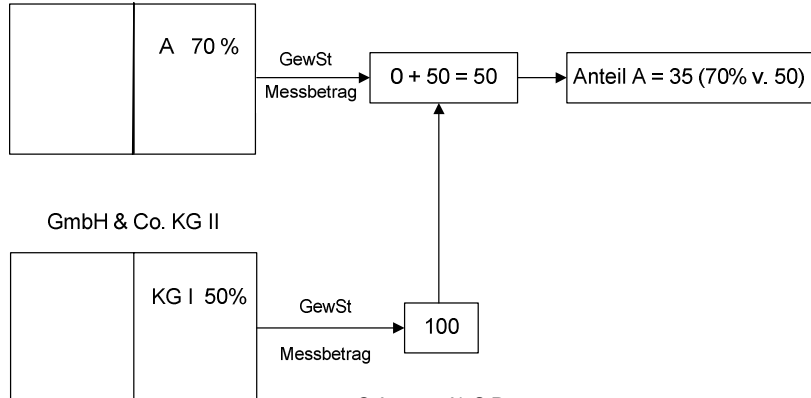 A 70 %
GewSt
Messbetrag
0 + 50 = 50
Anteil A = 35 (70% v. 50)
GmbH & Co. KG II
KG I 50%
GewSt
Messbetrag
100